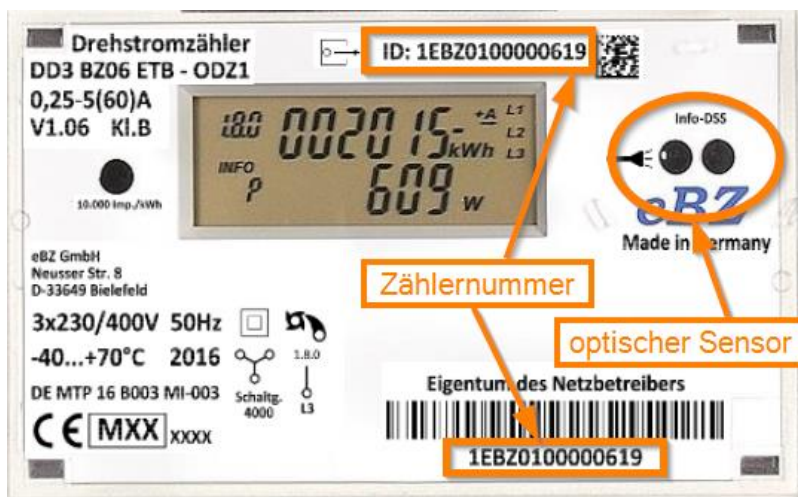 Drehstromzähler
DD3 BZ06 ETB - ODZ1
0,25-5(60)A
V1.06 Kl.B
10.000 Imp./kWh
ID: 1EBZ0100000619
1.8.0 002015 kWh +A L1 L2 L3
INFO P 609 W
Info-DSS
eBZ
Made in Germany
eBZ GmbH
Neusser Str. 8
D-33649 Bielefeld
Zählernummer
optischer Sensor
3x230/400V 50Hz
-40...+70°C 2016
DE MTP 16 B003 MI-003
Schaltg.
4000
1.8.0
L3
CE MXX XXXX
Eigentum des Netzbetreibers
1EBZ0100000619